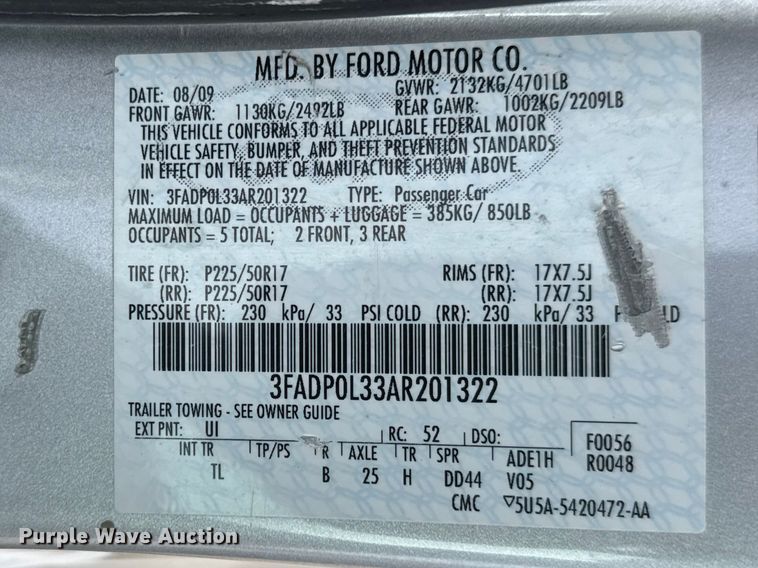 MFD. BY FORD MOTOR CO.
DATE: 08/09 GVWR: 2132KG/4701LB
FRONT GAWR: 1130KG/2492LB REAR GAWR: 1002KG/2209LB
THIS VEHICLE CONFORMS TO ALL APPLICABLE FEDERAL MOTOR
VEHICLE SAFETY, BUMPER, AND THEFT PREVENTION STANDARDS
IN EFFECT ON THE DATE OF MANUFACTURE SHOWN ABOVE.
VIN: 3FADP0L33AR201322 TYPE: Passenger Car
MAXIMUM LOAD = OCCUPANTS + LUGGAGE = 385KG/ 850LB
OCCUPANTS = 5 TOTAL; 2 FRONT, 3 REAR
TIRE (FR): P225/50R17 RIMS (FR): 17X7.5J
(RR): P225/50R17 (RR): 17X7.5J
PRESSURE (FR): 230 kPa/ 33 PSI COLD (RR): 230 kPa/ 33
3FADP0L33AR201322
TRAILER TOWING - SEE OWNER GUIDE
EXT PNT: UI RC: 52 DSO: F0056
INT TR TP/PS R AXLE TR SPR ADE1H R0048
TL B 25 H DD44 V05
CMC ▽5U5A-5420472-AA
Purple Wave Auction